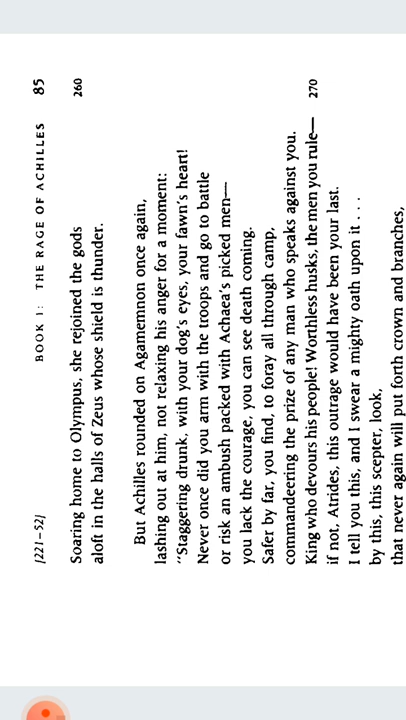 [221–52] BOOK 1: THE RAGE OF ACHILLES 85
Soaring home to Olympus, she rejoined the gods 260
aloft in the halls of Zeus whose shield is thunder.
But Achilles rounded on Agamemnon once again,
lashing out at him, not relaxing his anger for a moment:
"Staggering drunk, with your dog's eyes, your fawn's heart!
Never once did you arm with the troops and go to battle
or risk an ambush packed with Achaea's picked men—
you lack the courage, you can see death coming.
Safer by far, you find, to foray all through camp,
commandeering the prize of any man who speaks against you.
King who devours his people! Worthless husks, the men you rule— 270
if not, Atrides, this outrage would have been your last.
I tell you this, and I swear a mighty oath upon it . . . .
by this, this scepter, look,
that never again will put forth crown and branches,